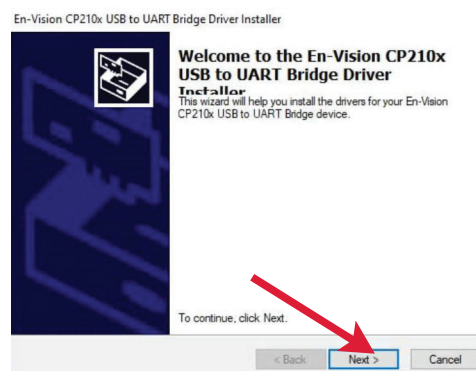 En-Vision CP210x USB to UART Bridge Driver Installer
Welcome to the En-Vision CP210x
USB to UART Bridge Driver
Installer
This wizard will help you install the drivers for your En-Vision
CP210x USB to UART Bridge device.
To continue, click Next.
< Back Next > Cancel